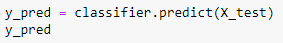 y_pred = classifier.predict(X_test)
y_pred